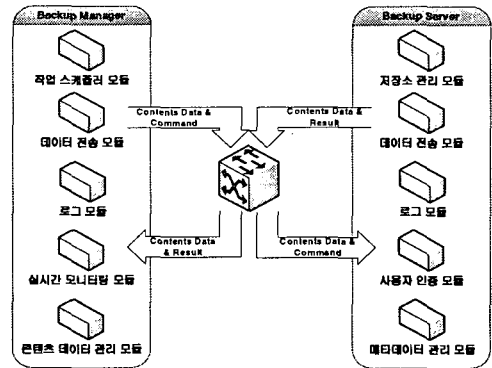 Backup Manager
작업 스케쥴러 모듈
데이터 전송 모듈
로그 모듈
실시간 모니터링 모듈
콘텐츠 데이터 관리 모듈
Contents Data &
Command
Contents Data &
Result
Contents Data
& Result
Contents Data &
Command
Backup Server
저장소 관리 모듈
데이터 전송 모듈
로그 모듈
사용자 인증 모듈
메타데이터 관리 모듈